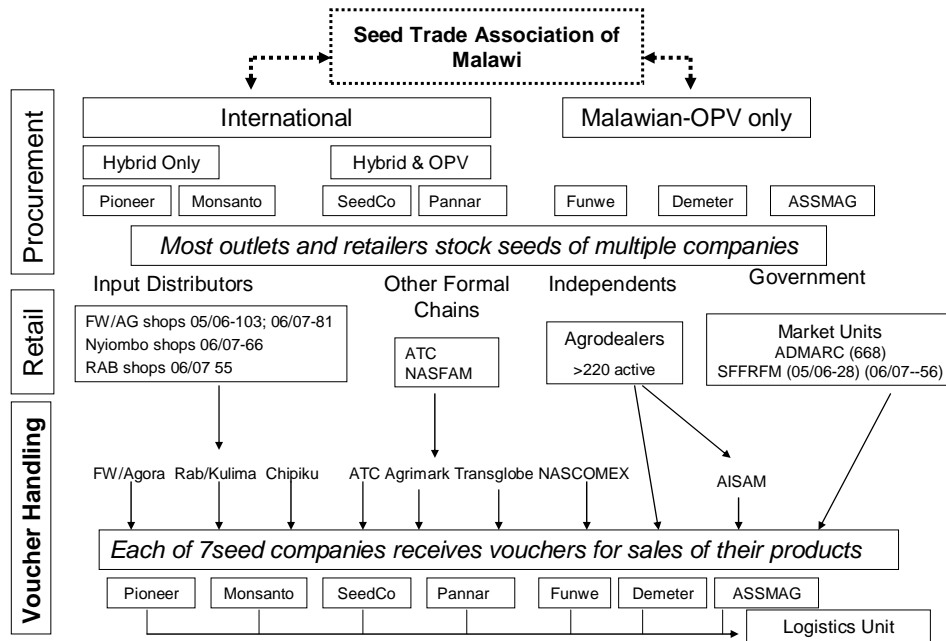 Seed Trade Association of
Malawi
Procurement
International
Malawian-OPV only
Hybrid Only
Hybrid & OPV
Pioneer
Monsanto
SeedCo
Pannar
Funwe
Demeter
ASSMAG
Most outlets and retailers stock seeds of multiple companies
Retail
Input Distributors
Other Formal
Chains
Independents
Government
FW/AG shops 05/06-103; 06/07-81
Nyiombo shops 06/07-66
RAB shops 06/07 55
ATC
NASFAM
Agrodealers
>220 active
Market Units
ADMARC (668)
SFFRFM (05/06-28) (06/07--56)
Voucher Handling
FW/Agora Rab/Kulima Chipiku
ATC Agrimark Transglobe NASCOMEX
AISAM
Each of 7seed companies receives vouchers for sales of their products
Pioneer
Monsanto
SeedCo
Pannar
Funwe
Demeter
ASSMAG
Logistics Unit